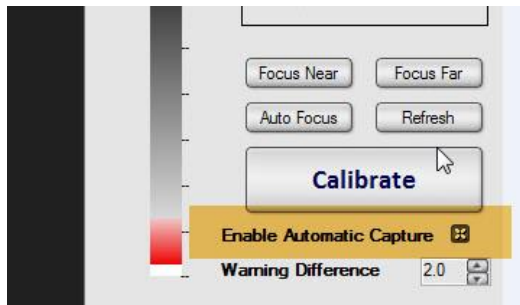 Focus Near Focus Far
Auto Focus Refresh
Calibrate
Enable Automatic Capture
Warning Difference 2.0